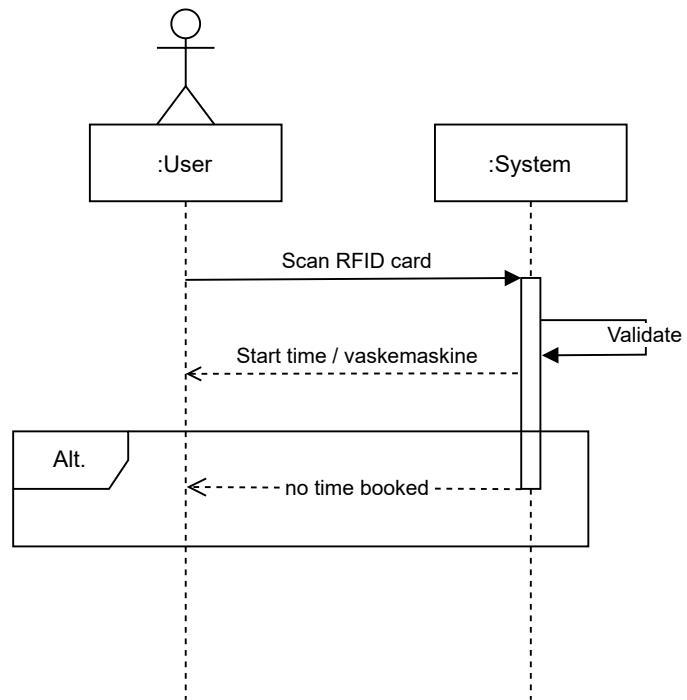 :User
:System
Scan RFID card
Validate
Start time / vaskemaskine
Alt.
no time booked